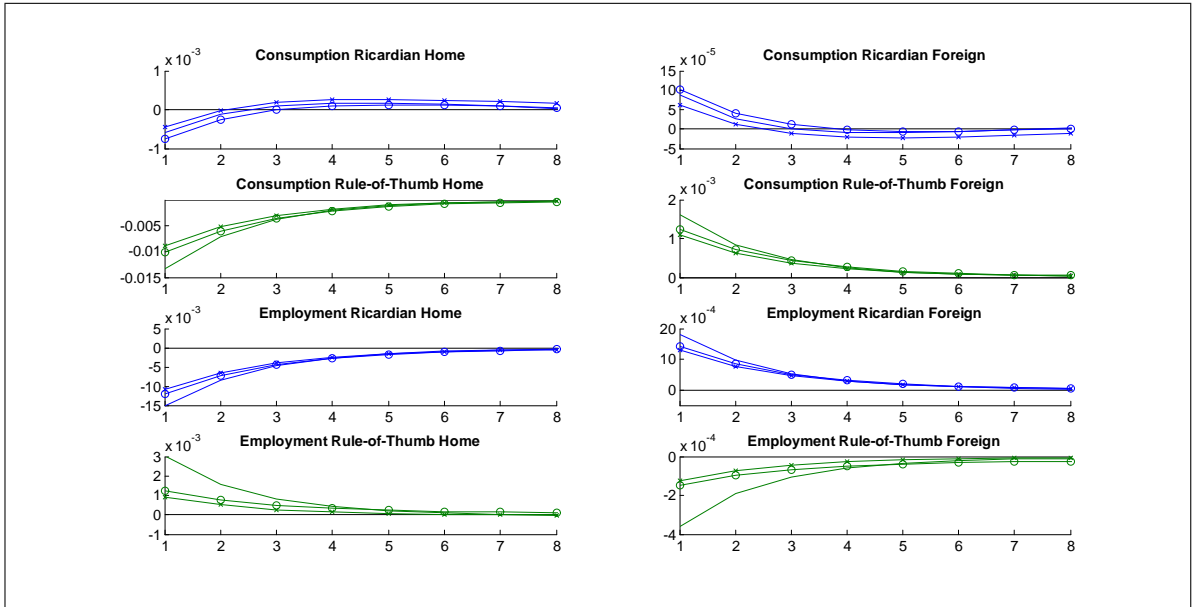 x 10-3
Consumption Ricardian Home
1
0
-1
1 2 3 4 5 6 7 8
x 10-5
Consumption Ricardian Foreign
15
10
5
0
-5
1 2 3 4 5 6 7 8
Consumption Rule-of-Thumb Home
-0.005
-0.01
-0.015
1 2 3 4 5 6 7 8
x 10-3
Consumption Rule-of-Thumb Foreign
2
1
0
1 2 3 4 5 6 7 8
x 10-3
Employment Ricardian Home
5
0
-5
-10
-15
1 2 3 4 5 6 7 8
x 10-4
Employment Ricardian Foreign
20
10
0
1 2 3 4 5 6 7 8
x 10-3
Employment Rule-of-Thumb Home
3
2
1
0
-1
1 2 3 4 5 6 7 8
x 10-4
Employment Rule-of-Thumb Foreign
0
-2
-4
1 2 3 4 5 6 7 8